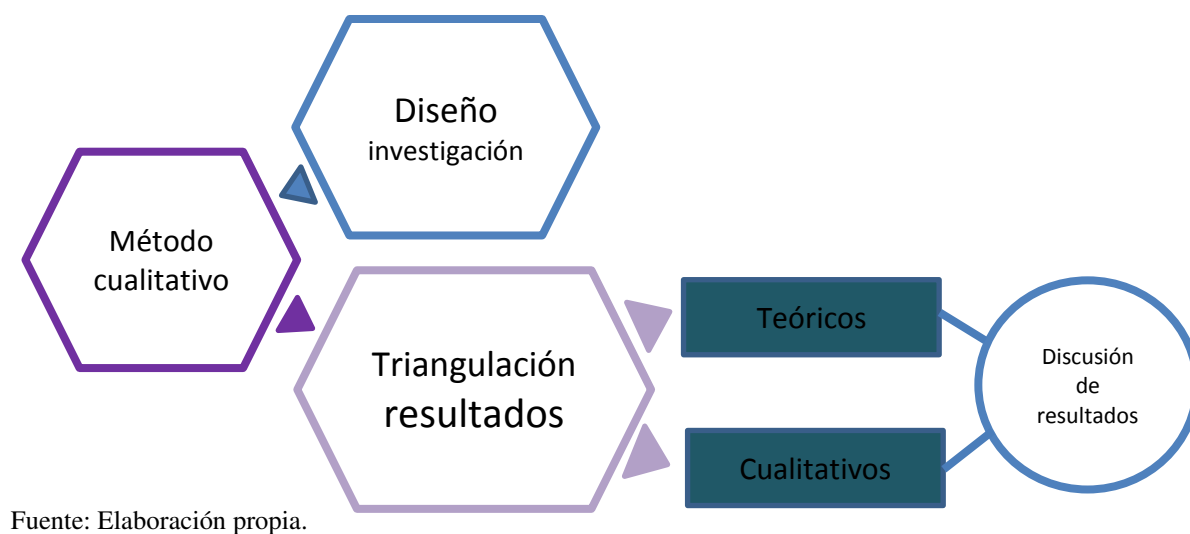 Diseño
investigación
Método
cualitativo
Triangulación
resultados
Teóricos
Cualitativos
Discusión
de
resultados
Fuente: Elaboración propia.